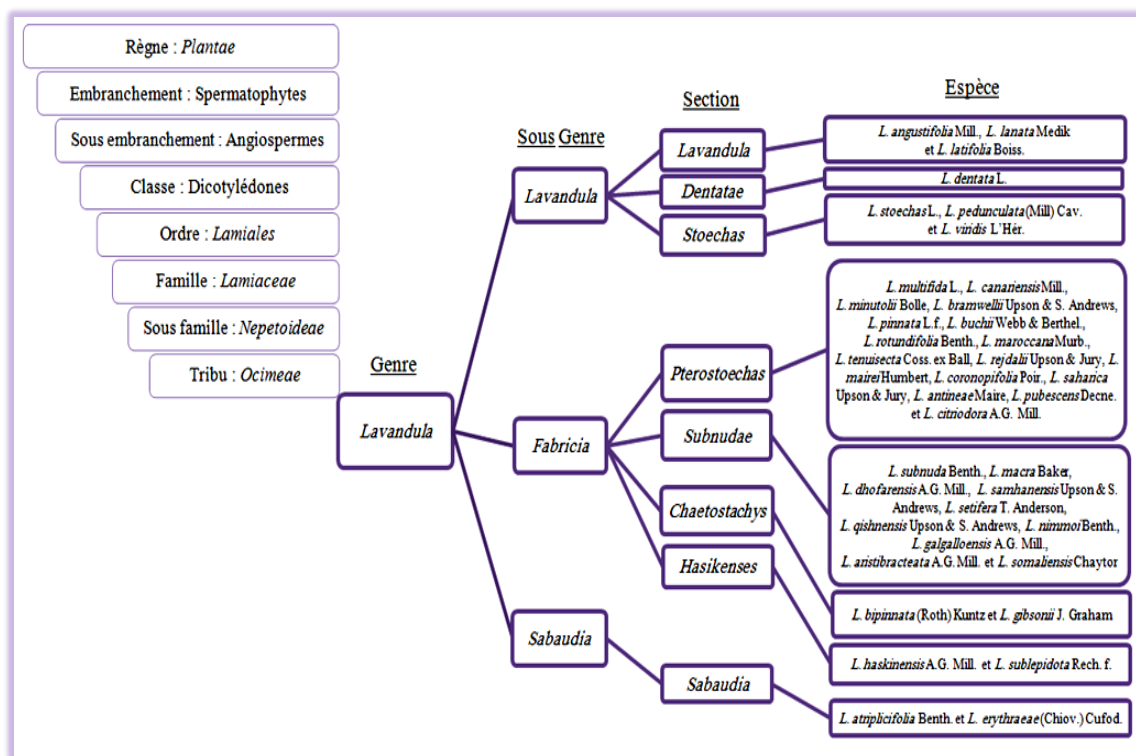 Règne : Plantae
Embranchement : Spermatophytes
Sous embranchement : Angiospermes
Classe : Dicotylédones
Ordre : Lamiales
Famille : Lamiaceae
Sous famille : Nepetoideae
Tribu : Ocimeae
Genre
Lavandula
Sous Genre
Lavandula
Fabricia
Sabaudia
Section
Lavandula
Dentatae
Stoechas
Pterostoechas
Subnudae
Chaetostachys
Hasikenses
Sabaudia
Espèce
L. angustifolia Mill., L. lanata Medik
et L. latifolia Boiss.
L. dentata L.
L. stoechas L., L. pedunculata (Mill) Cav.
et L. viridis L'Hér.
L. multifida L., L. canariensis Mill.,
L. minutolii Bolle, L. bramwellii Upson & S. Andrews,
L. pinnata L.f., L. buchii Webb & Berthel.,
L. rotundifolia Benth., L. maroccana Murb.,
L. tenuisecta Coss. ex Ball, L. rejdalii Upson & Jury, L.
mairei Humbert, L. coronopifolia Poir., L. saharica
Upson & Jury, L. antineae Maire, L. pubescens Decne.
et L. citriodora A.G. Mill.
L. subnuda Benth., L. macra Baker,
L. dhofarensis A.G. Mill., L. samhanensis Upson & S.
Andrews, L. setifera T. Anderson,
L. qishnensis Upson & S. Andrews, L. nimmoi Benth.,
L. galgalloensis A.G. Mill.,
L. aristibracteata A.G. Mill. et L. somaliensis Chaytor
L. bipinnata (Roth) Kuntz et L. gibsonii J. Graham
L. haskinensis A.G. Mill. et L. sublepidota Rech. f.
L. atriplicifolia Benth. et L. erythraeae (Chiov.) Cufod.